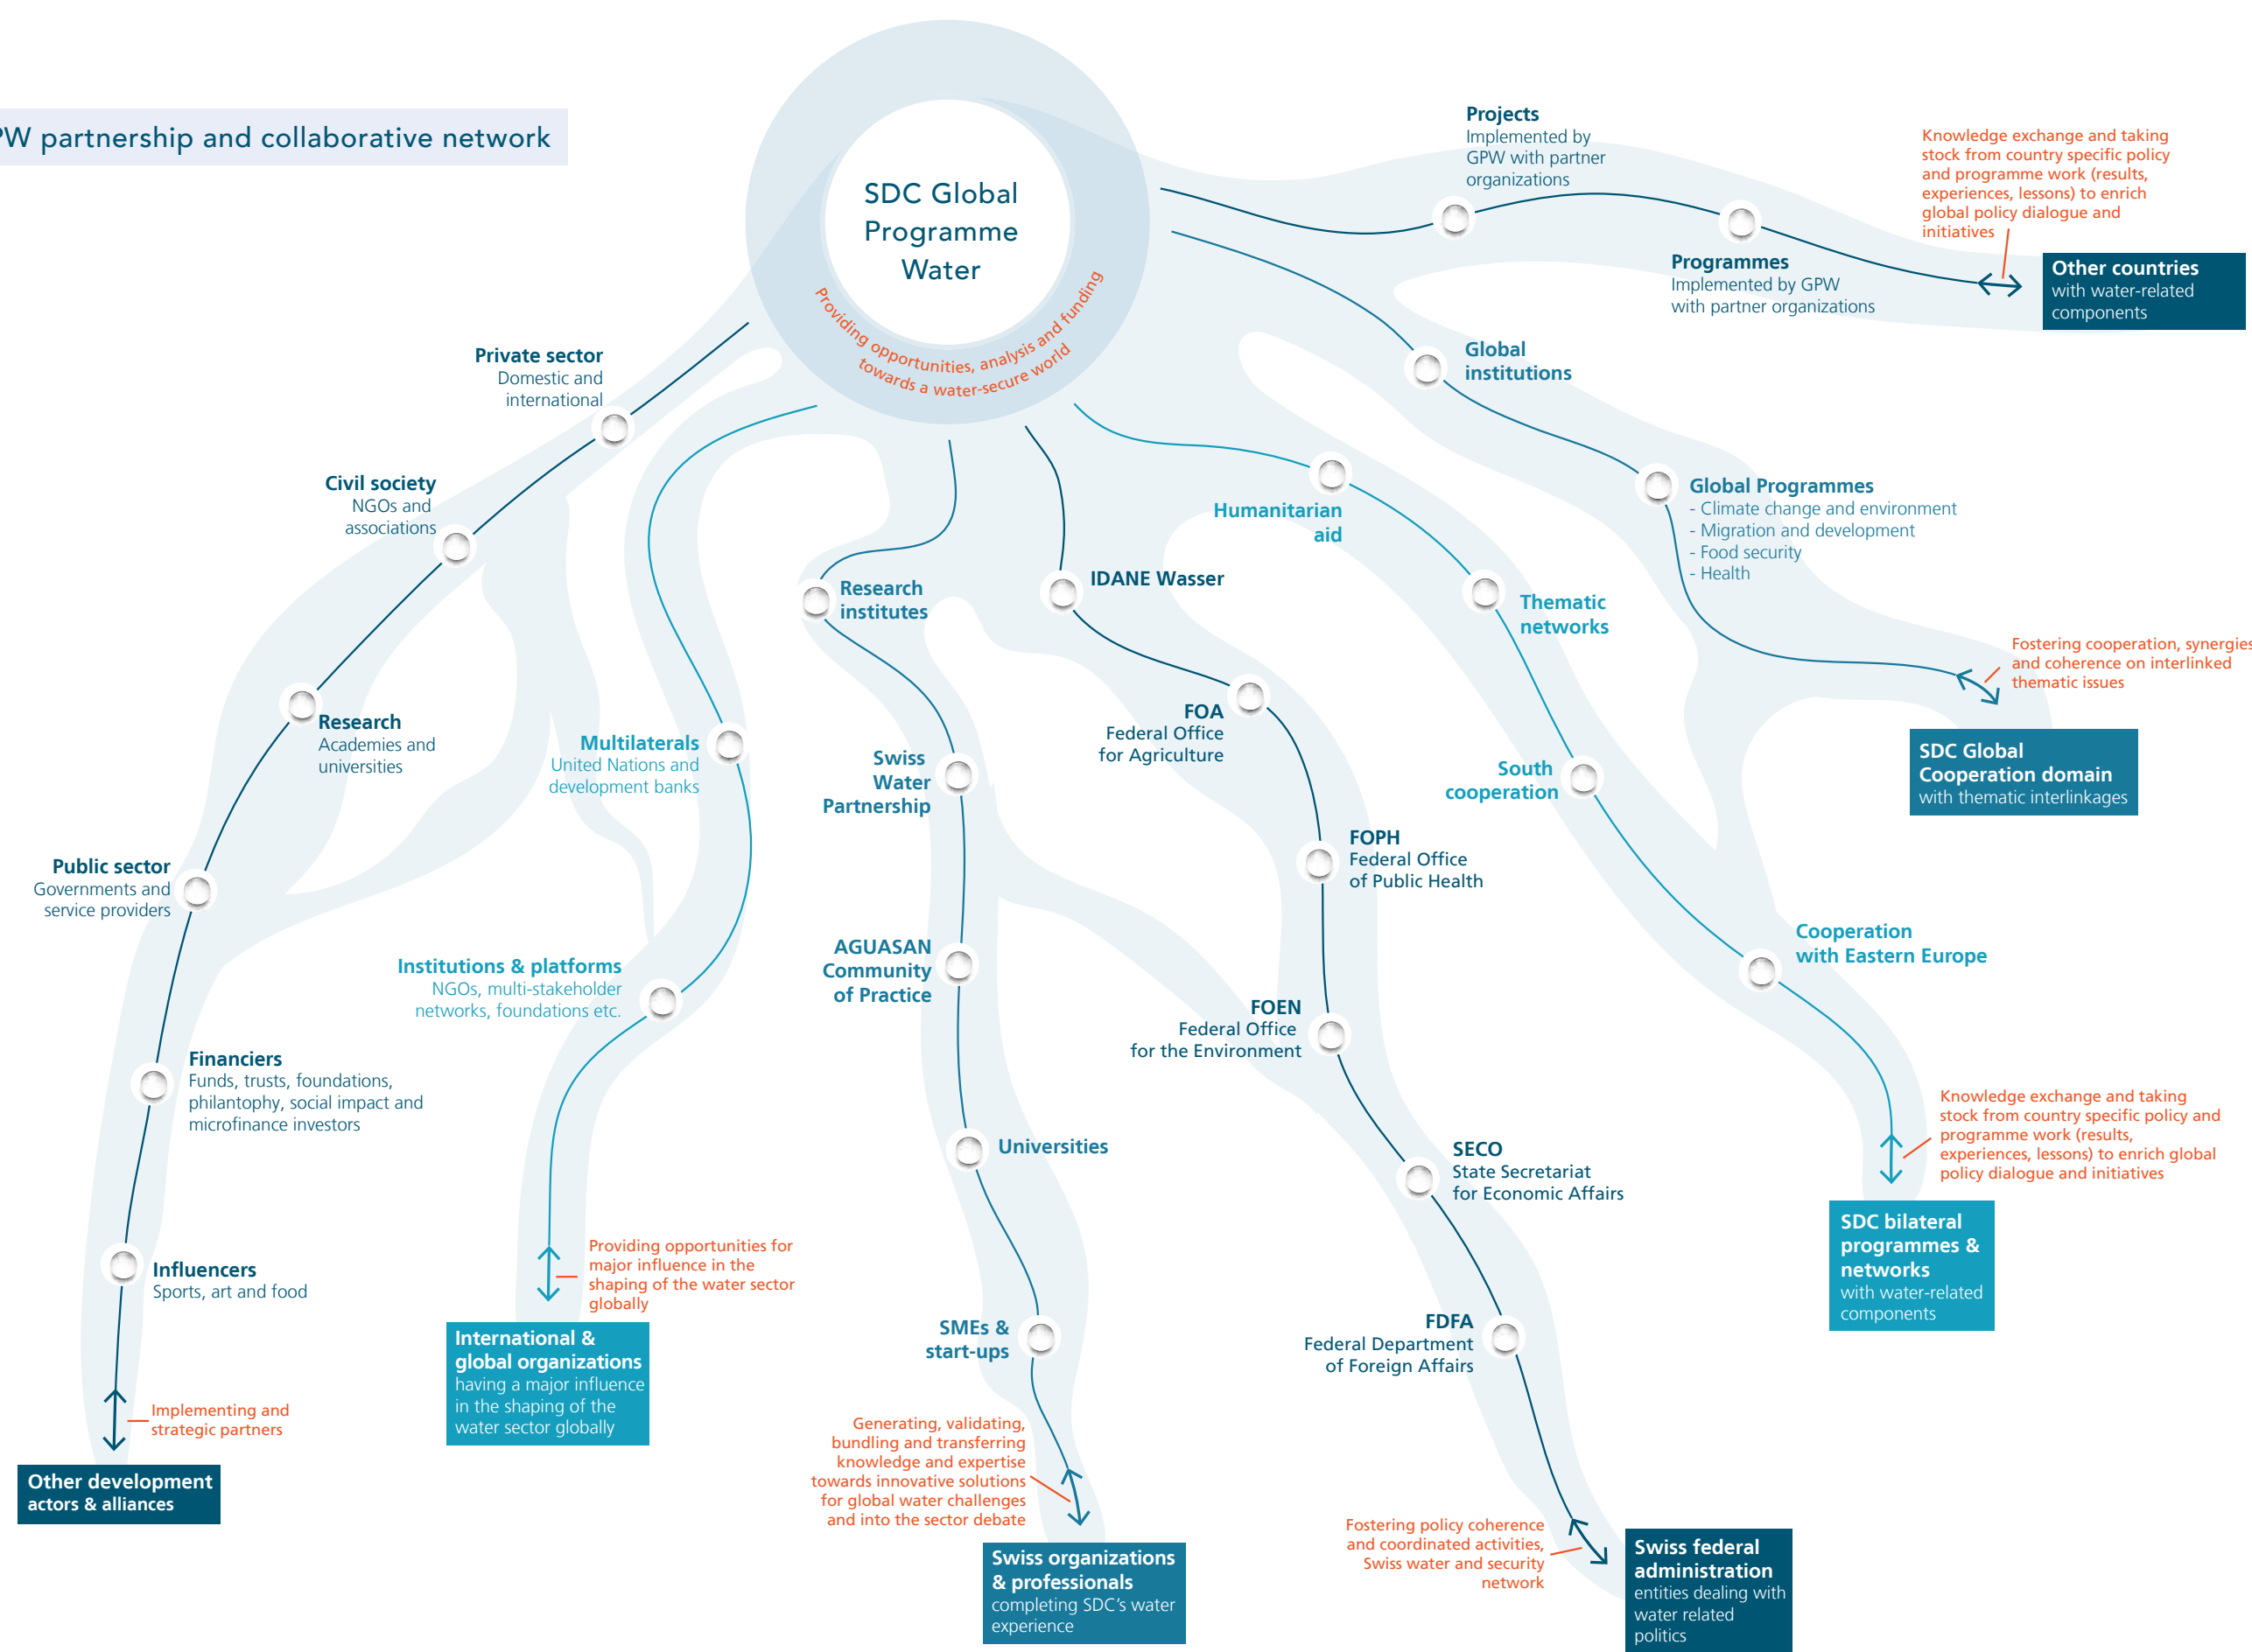 PW partnership and collaborative network
SDC Global
Programme
Water
Providing opportunities, analysis and funding
towards a water-secure world
Projects
Implemented by
GPW with partner
organizations
Programmes
Implemented by GPW
with partner organizations
Knowledge exchange and taking
stock from country specific policy
and programme work (results,
experiences, lessons) to enrich
global policy dialogue and
initiatives
Other countries
with water-related
components
Global
institutions
Global Programmes
- Climate change and environment
- Migration and development
- Food security
- Health
Fostering cooperation, synergies
and coherence on interlinked
thematic issues
SDC Global
Cooperation domain
with thematic interlinkages
Humanitarian
aid
Thematic
networks
South
cooperation
Cooperation
with Eastern Europe
Knowledge exchange and taking
stock from country specific policy and
programme work (results,
experiences, lessons) to enrich global
policy dialogue and initiatives
SDC bilateral
programmes &
networks
with water-related
components
IDANE Wasser
FOA
Federal Office
for Agriculture
FOPH
Federal Office
of Public Health
FOEN
Federal Office
for the Environment
SECO
State Secretariat
for Economic Affairs
FDFA
Federal Department
of Foreign Affairs
Fostering policy coherence
and coordinated activities,
Swiss water and security
network
Swiss federal
administration
entities dealing with
water related
politics
Research
institutes
Swiss
Water
Partnership
AGUASAN
Community
of Practice
Universities
SMEs &
start-ups
Generating, validating,
bundling and transferring
knowledge and expertise
towards innovative solutions
for global water challenges
and into the sector debate
Swiss organizations
& professionals
completing SDC's water
experience
Multilaterals
United Nations and
development banks
Institutions & platforms
NGOs, multi-stakeholder
networks, foundations etc.
Providing opportunities for
major influence in the
shaping of the water sector
globally
International &
global organizations
having a major influence
in the shaping of the
water sector globally
Private sector
Domestic and
international
Civil society
NGOs and
associations
Research
Academies and
universities
Public sector
Governments and
service providers
Financiers
Funds, trusts, foundations,
philantophy, social impact and
microfinance investors
Influencers
Sports, art and food
Implementing and
strategic partners
Other development
actors & alliances